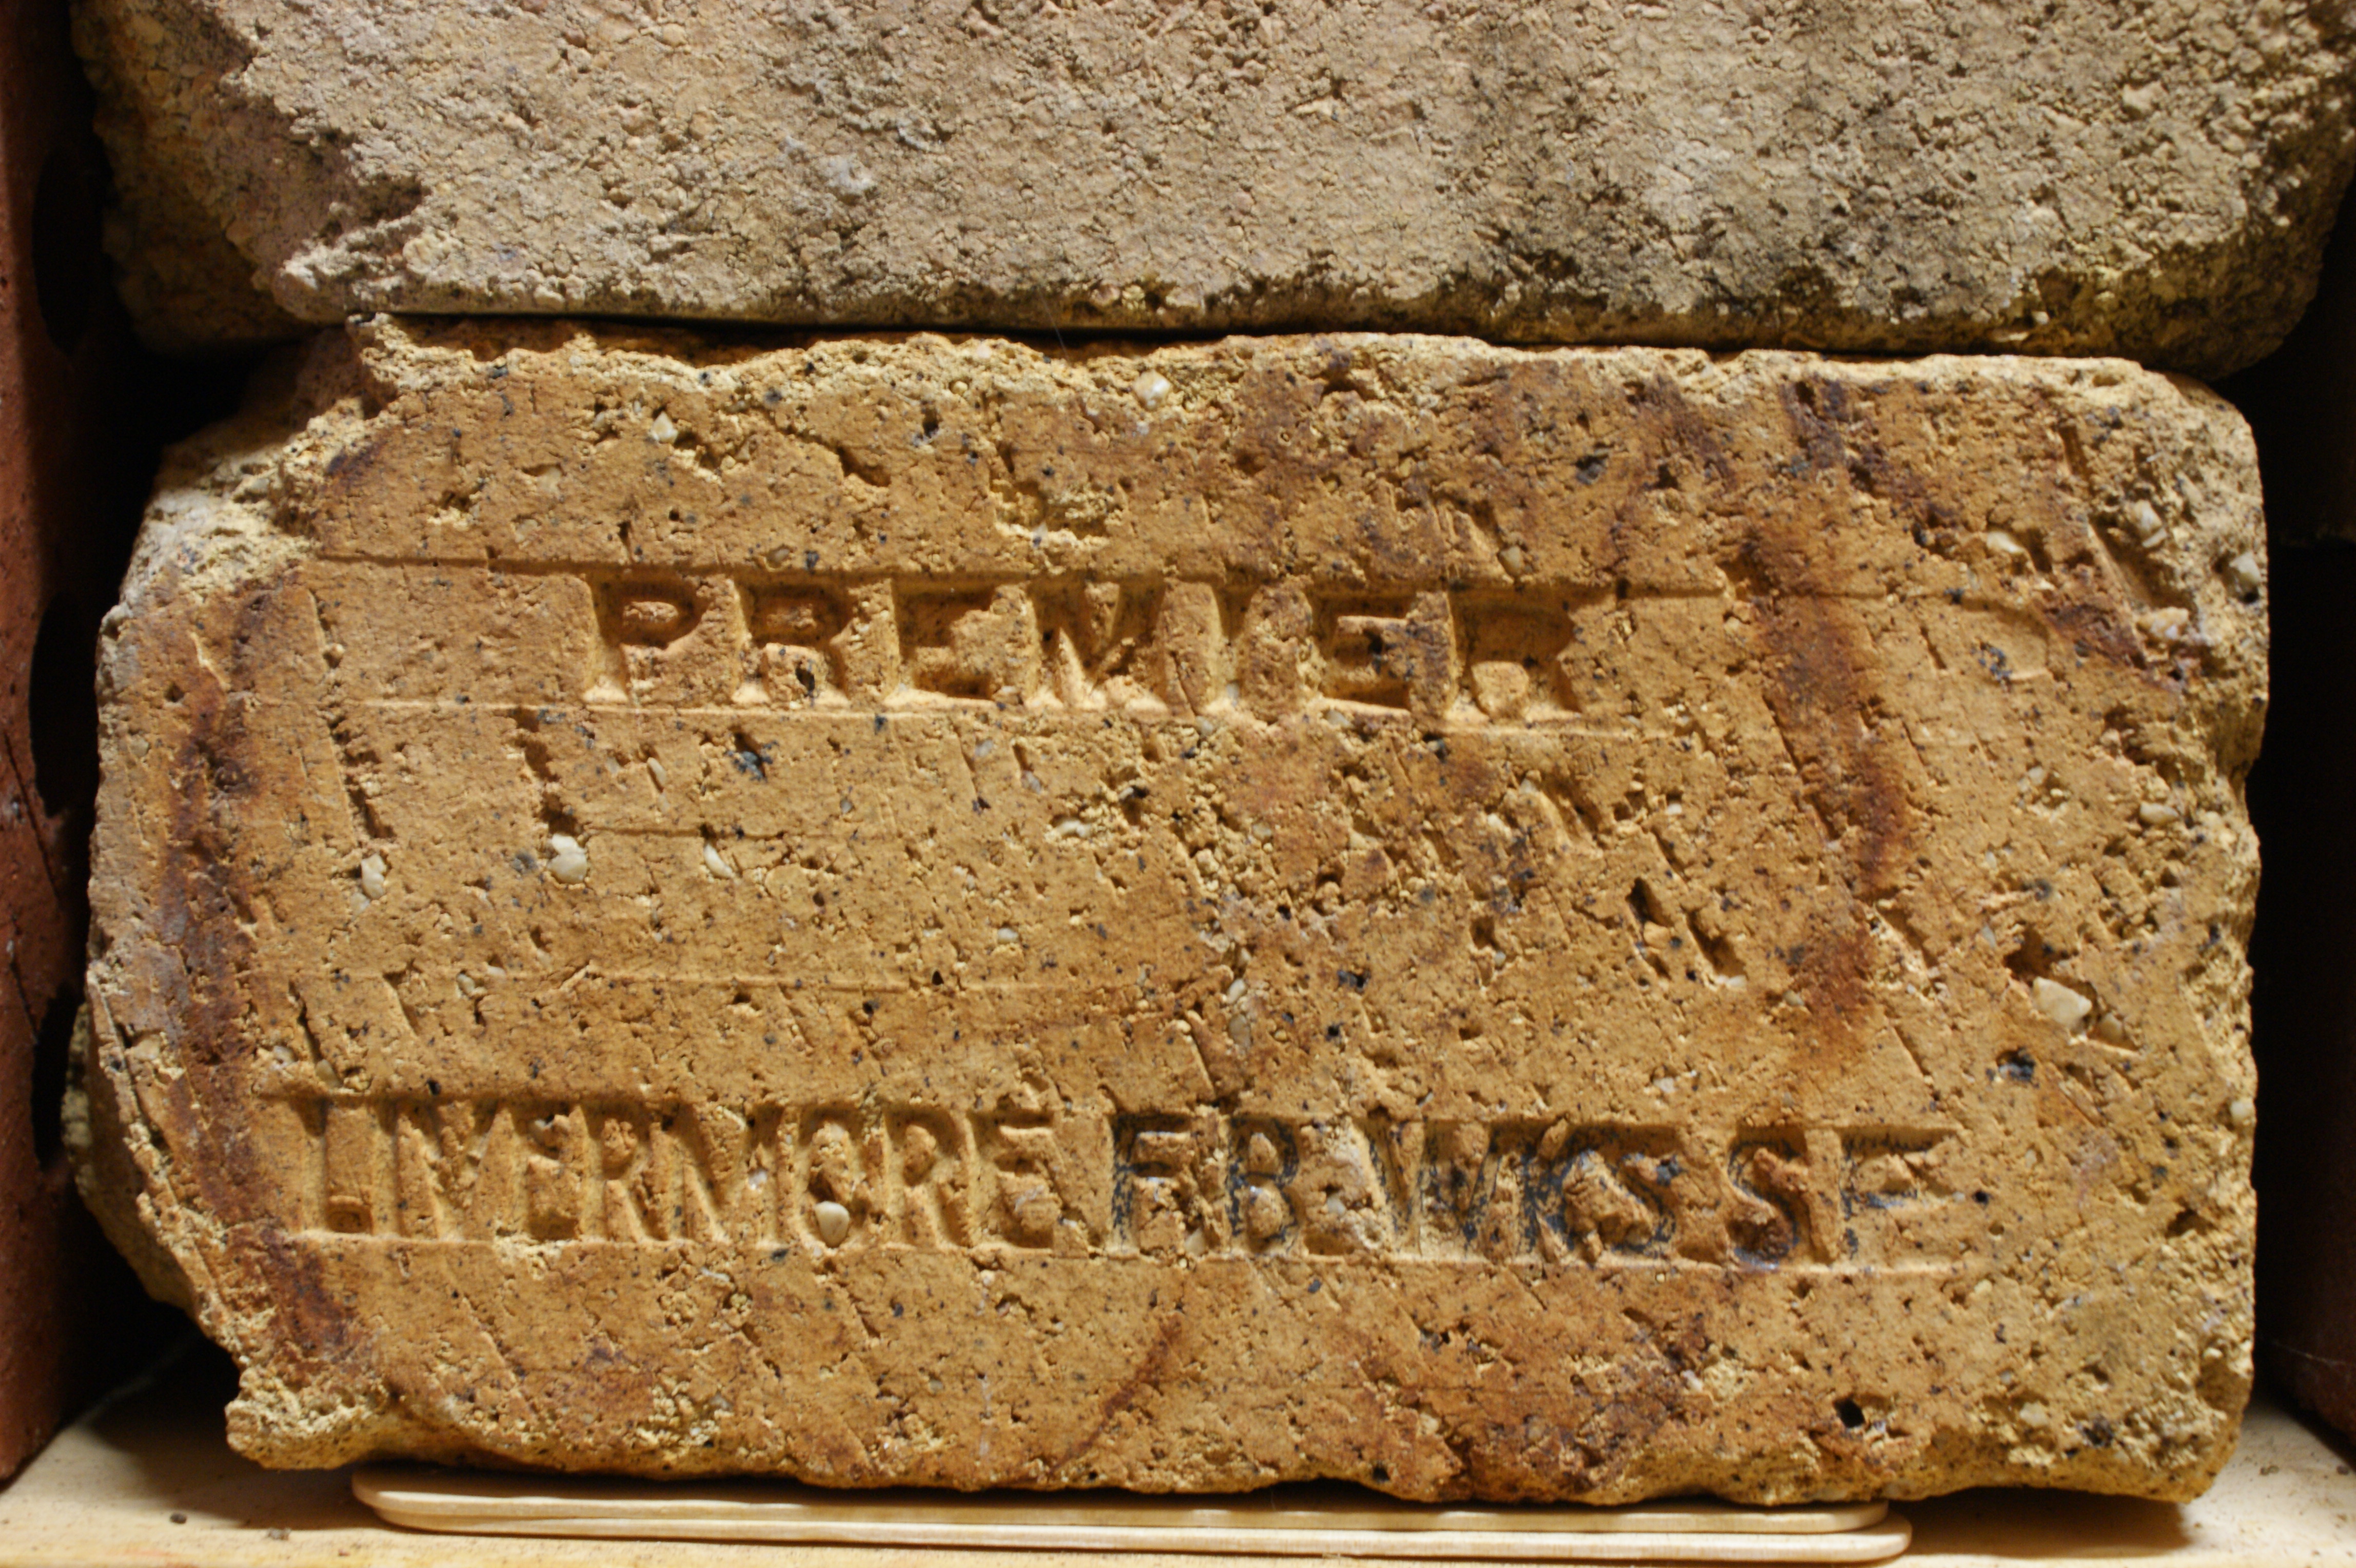 PREMIER
LIVERMORE F.B. WKS S F